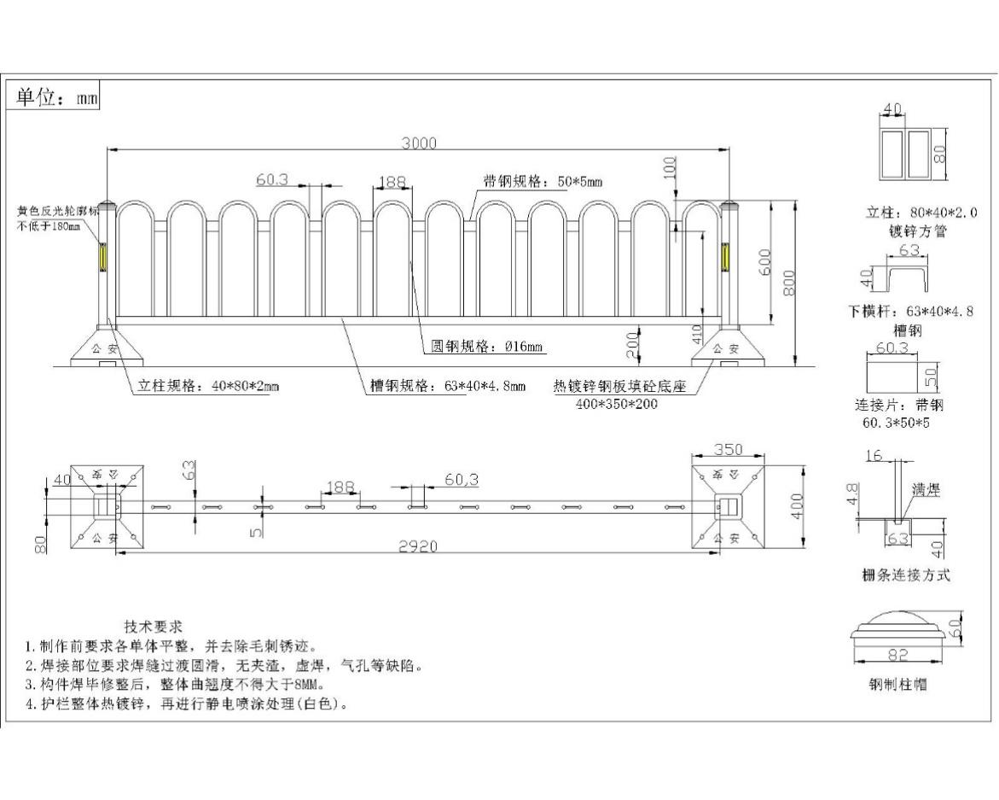 单位：mm
3000
60.3
188
带钢规格：50*5mm
100
黄色反光轮廓标
不低于180mm
600
800
410
200
公 安
公 安
圆钢规格：Ø16mm
立柱规格：40*80*2mm
槽钢规格：63*40*4.8mm
热镀锌钢板填砼底座
400*350*200
40
80
立柱：80*40*2.0
镀锌方管
63
40
下横杆：63*40*4.8
槽钢
60.3
50
连接片：带钢
60.3*50*5
16
4.8
满焊
63
40
栅条连接方式
60
82
钢制柱帽
350
400
公 安
公 安
40
80
63
188
60,3
5
2920
公 安
公 安
技术要求
1.制作前要求各单体平整，并去除毛刺锈迹。
2.焊接部位要求焊缝过渡圆滑，无夹渣，虚焊，气孔等缺陷。
3.构件焊毕修整后，整体曲翘度不得大于8MM。
4.护栏整体热镀锌，再进行静电喷涂处理(白色)。